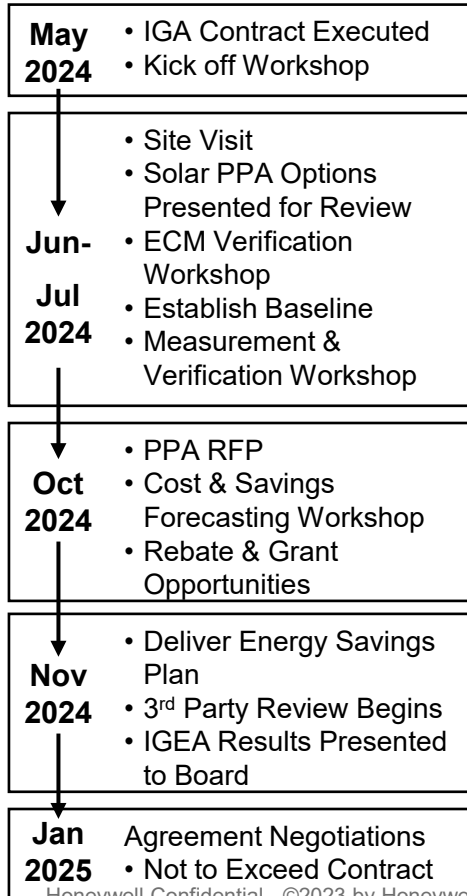 May
2024
• IGA Contract Executed
• Kick off Workshop
Jun-
Jul
2024
• Site Visit
• Solar PPA Options
Presented for Review
• ECM Verification
Workshop
• Establish Baseline
• Measurement &
Verification Workshop
Oct
2024
• PPA RFP
• Cost & Savings
Forecasting Workshop
• Rebate & Grant
Opportunities
Nov
2024
• Deliver Energy Savings
Plan
• 3rd Party Review Begins
• IGEA Results Presented
to Board
Jan
2025
Agreement Negotiations
• Not to Exceed Contract
Honeywell Confidential - ©2023 by Honeywe